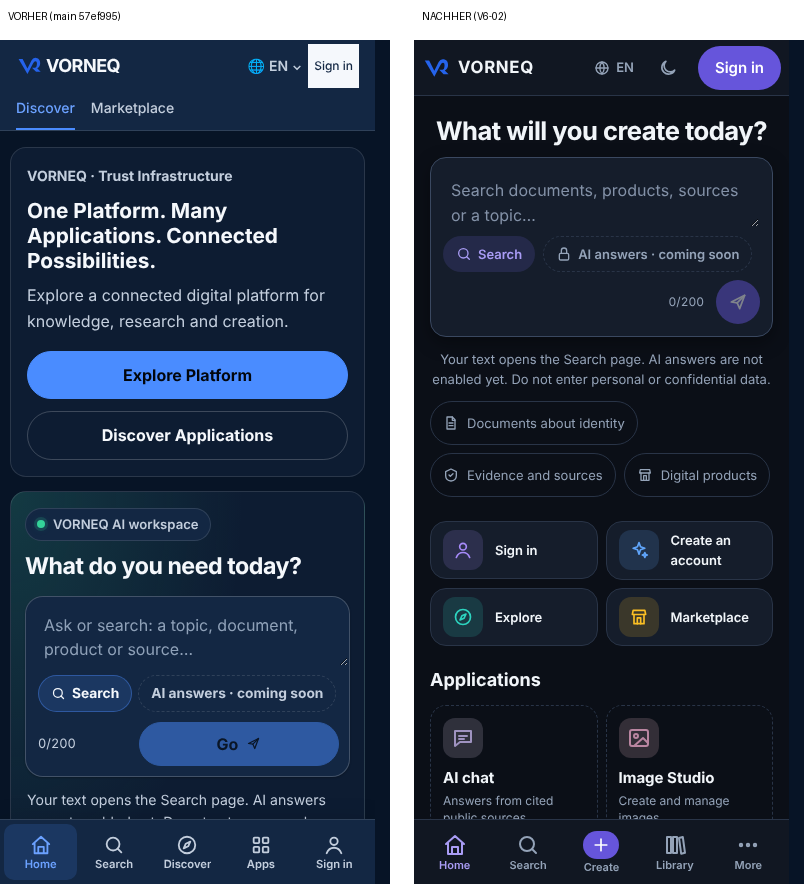 VORHER (main 57ef995)
VORNEQ
EN
Sign in
Discover Marketplace
VORNEQ · Trust Infrastructure
One Platform. Many
Applications. Connected
Possibilities.
Explore a connected digital platform for
knowledge, research and creation.
Explore Platform
Discover Applications
VORNEQ AI workspace
What do you need today?
Ask or search: a topic, document,
product or source...
Search
AI answers · coming soon
0/200
Go
Your text opens the Search page. AI answers
Home Search Discover Apps Sign in
NACHHER (V6-02)
VORNEQ
EN
Sign in
What will you create today?
Search documents, products, sources
or a topic...
Search
AI answers · coming soon
0/200
Your text opens the Search page. AI answers are not
enabled yet. Do not enter personal or confidential data.
Documents about identity
Evidence and sources
Digital products
Sign in
Create an
account
Explore
Marketplace
Applications
AI chat
Answers from cited
public sources
Image Studio
Create and manage
images
Home Search Create Library More